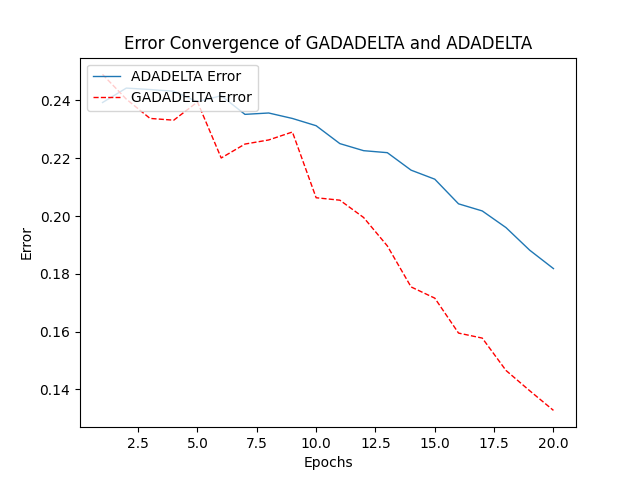 Error Convergence of GADADELTA and ADADELTA
ADADELTA Error
GADADELTA Error
0.24
0.22
0.20
0.18
0.16
0.14
Error
2.5 5.0 7.5 10.0 12.5 15.0 17.5 20.0
Epochs